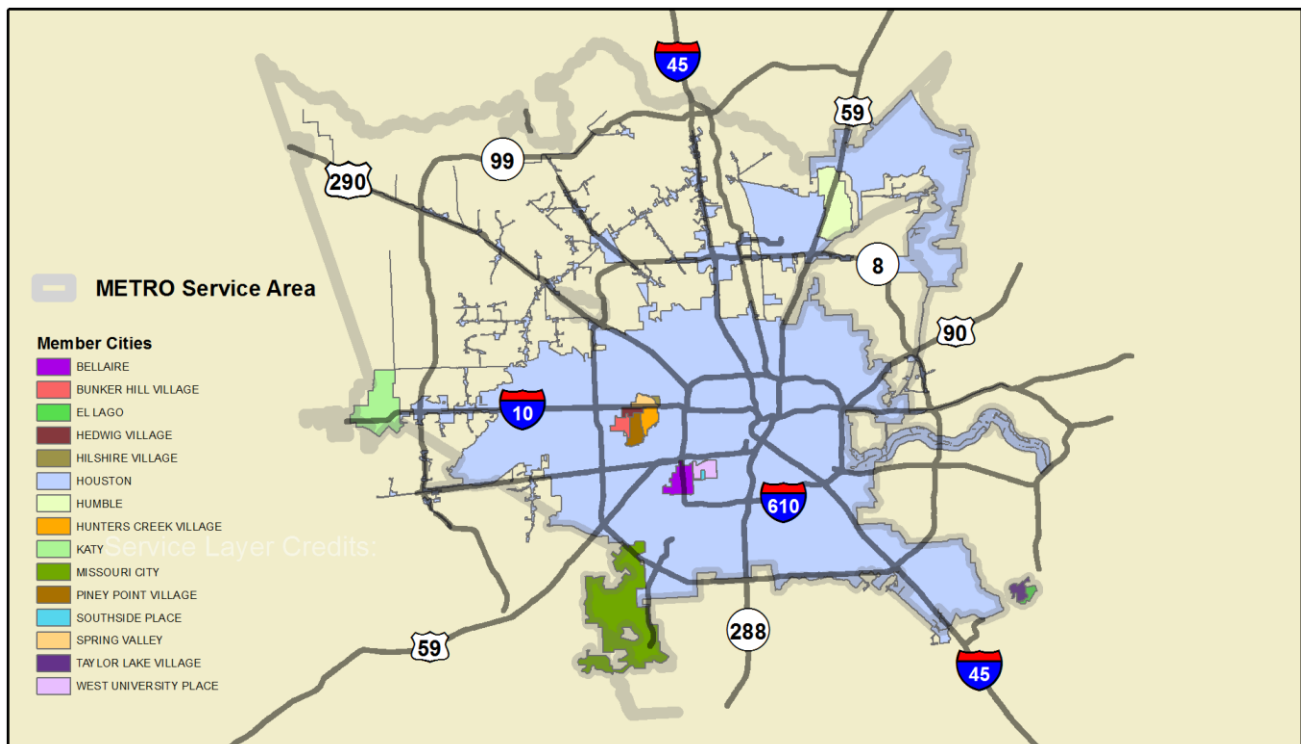 45
59
99
290
8
METRO Service Area
90
Member Cities
BELLAIRE
BUNKER HILL VILLAGE
EL LAGO
10
HEDWIG VILLAGE
HILSHIRE VILLAGE
HOUSTON
HUMBLE
610
HUNTERS CREEK VILLAGE
KATY
Service Layer Credits:
MISSOURI CITY
PINEY POINT VILLAGE
SOUTHSIDE PLACE
SPRING VALLEY
TAYLOR LAKE VILLAGE
WEST UNIVERSITY PLACE
288
59
45